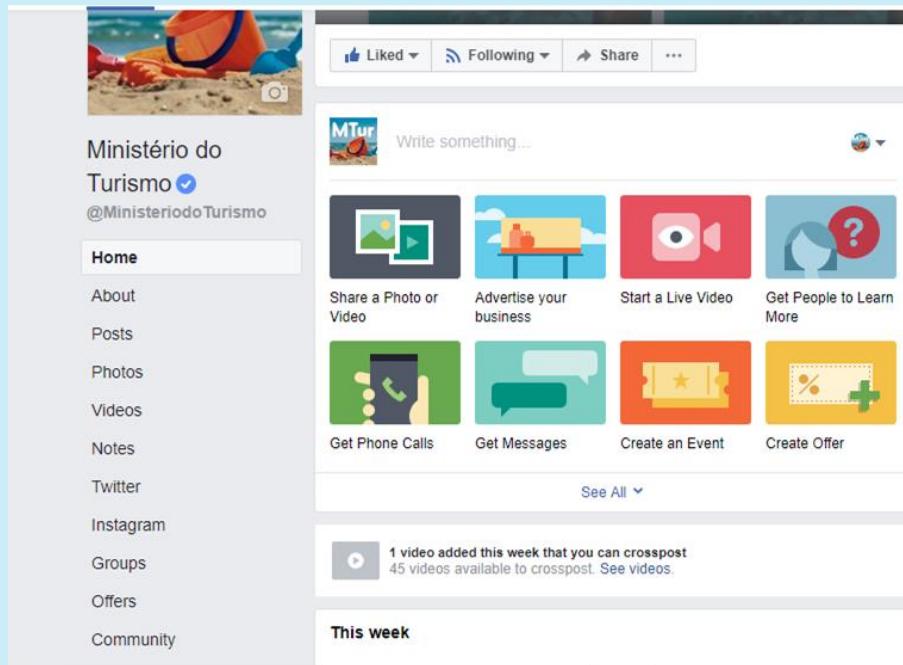 Ministério do
Turismo
@MinisteriodoTurismo
Home
About
Posts
Photos
Videos
Notes
Twitter
Instagram
Groups
Offers
Community
Liked
Following
Share
MTur
Write something...
Share a Photo or
Video
Advertise your
business
Start a Live Video
Get People to Learn
More
Get Phone Calls
Get Messages
Create an Event
Create Offer
See All
1 video added this week that you can crosspost
45 videos available to crosspost. See videos.
This week